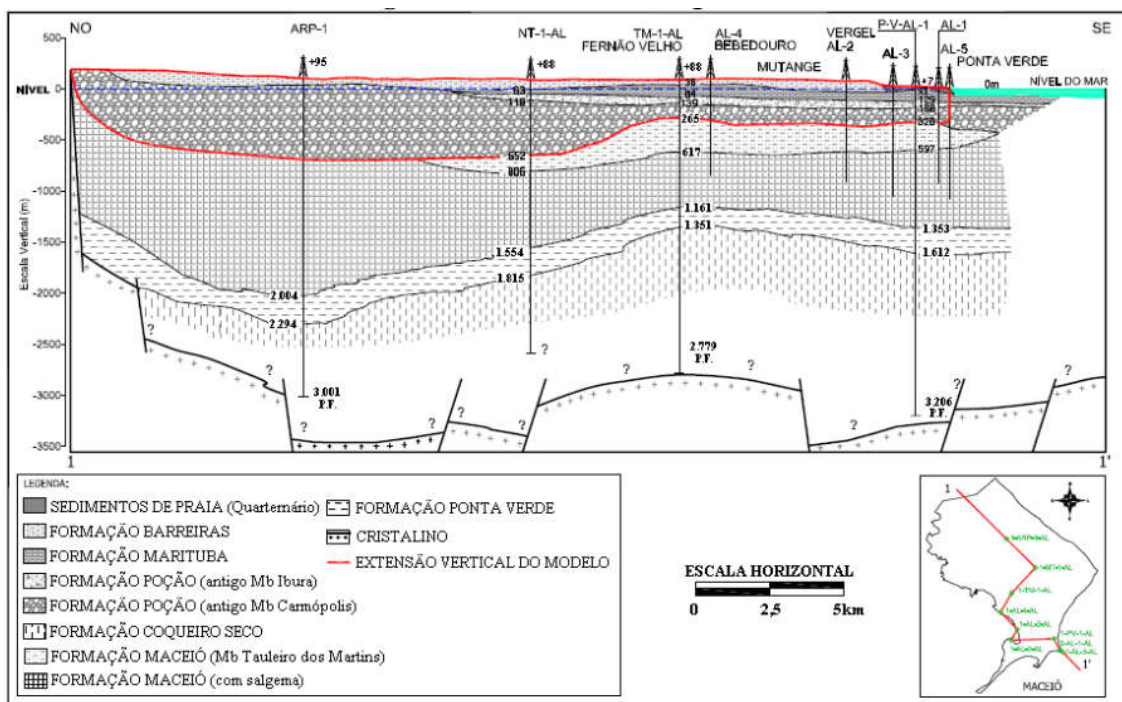 NO
ARP-1
NT-1-AL
TM-1-AL
FERNÃO VELHO
AL-4
BEBEDOURO
MUTANGE
VERGEL
AL-2
AL-3
P-V-AL-1
AL-1
AL-5
PONTA VERDE
SE
+95
+88
+88
+7
0m
NÍVEL DO MAR
500
NÍVEL
0
-500
-1000
-1500
-2000
-2500
-3000
-3500
Escala Vertical (m)
63
118
652
806
1.554
1.815
2.004
2.294
3.001
P.F.
139
265
617
1.161
1.351
2.779
P.F.
328
597
1.353
1.612
3.206
P.F.
?
?
?
?
?
?
?
?
?
?
?
?
1
1'
LEGENDA:
SEDIMENTOS DE PRAIA (Quarternário)
FORMAÇÃO BARREIRAS
FORMAÇÃO MARITUBA
FORMAÇÃO POÇÃO (antigo Mb Ibura)
FORMAÇÃO POÇÃO (antigo Mb Carmópolis)
FORMAÇÃO COQUEIRO SECO
FORMAÇÃO MACEIÓ (Mb Tauleiro dos Martins)
FORMAÇÃO MACEIÓ (com salgema)
FORMAÇÃO PONTA VERDE
CRISTALINO
EXTENSÃO VERTICAL DO MODELO
ESCALA HORIZONTAL
0
2,5
5km
1
1'
MACEIÓ